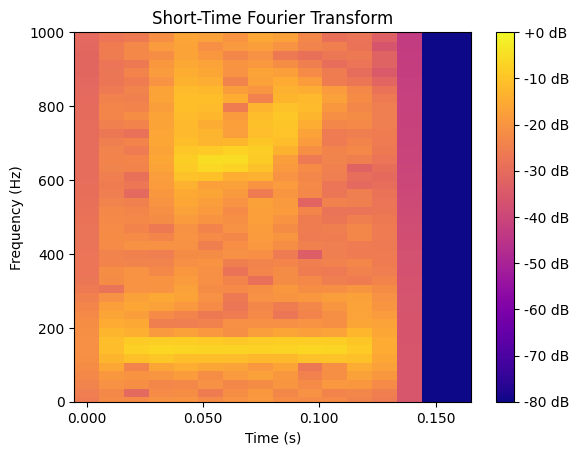 Short-Time Fourier Transform
1000
800
600
400
200
0
Frequency (Hz)
0.000
0.050
0.100
0.150
Time (s)
+0 dB
-10 dB
-20 dB
-30 dB
-40 dB
-50 dB
-60 dB
-70 dB
-80 dB